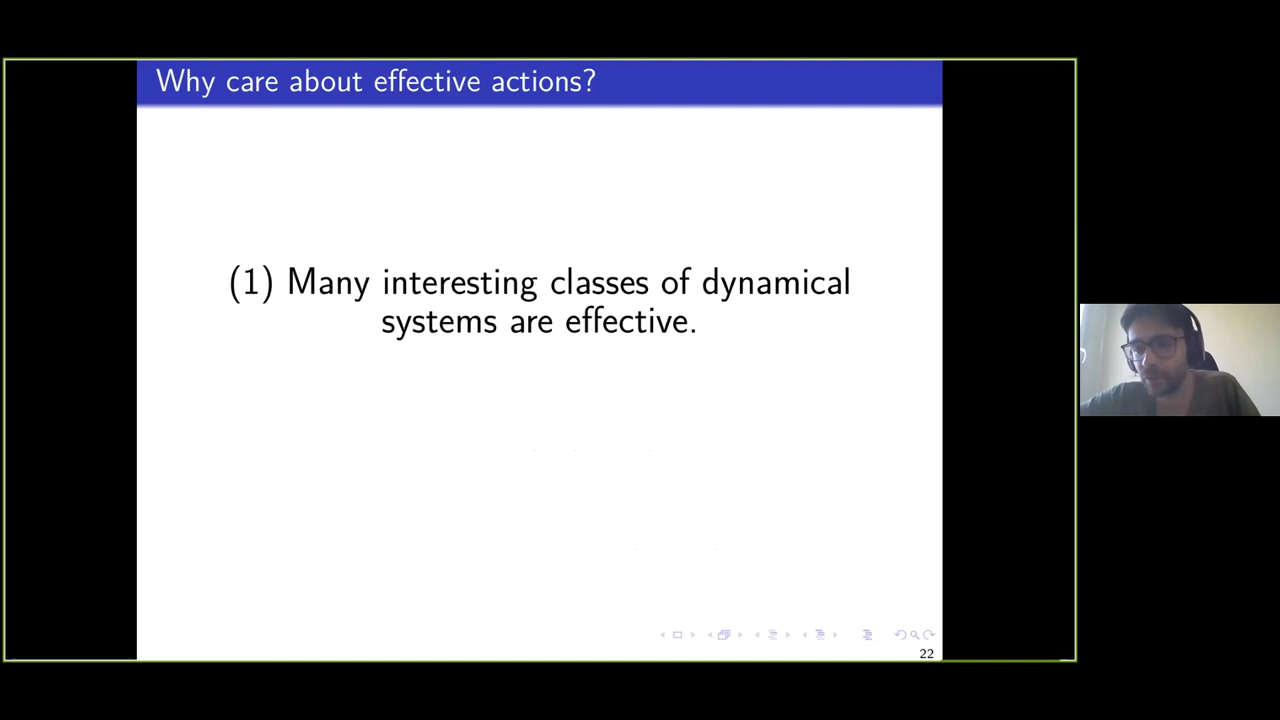 Why care about effective actions?
(1) Many interesting classes of dynamical
systems are effective.
22